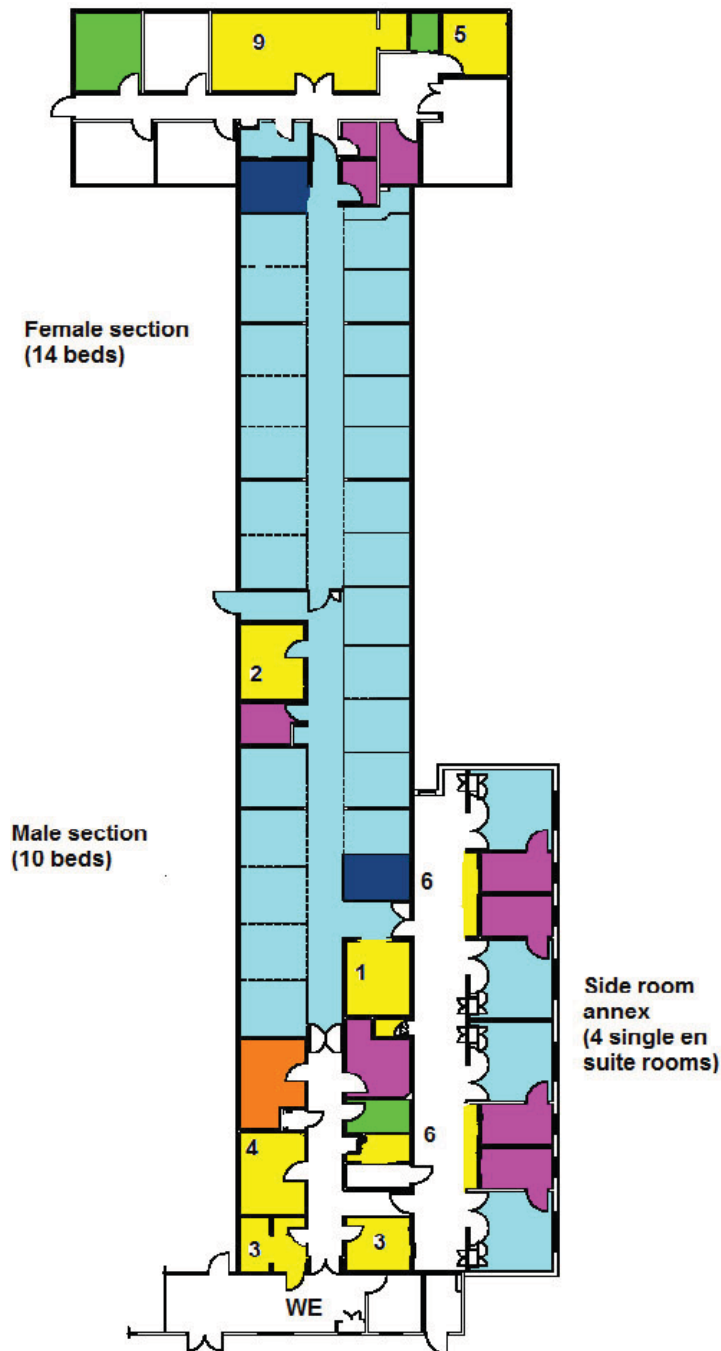 9
5
Female section
(14 beds)
2
Male section
(10 beds)
6
1
Side room
annex
(4 single en
suite rooms)
6
4
3
3
WE